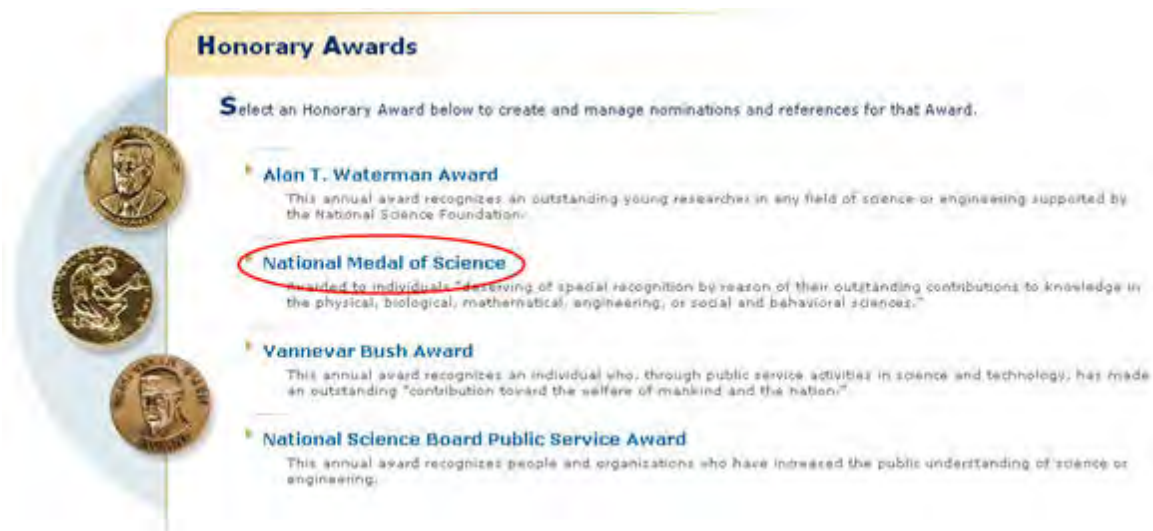 Honorary Awards
Select an Honorary Award below to create and manage nominations and references for that Award.
Alan T. Waterman Award
This annual award recognizes an outstanding young researcher in any field of science or engineering supported by
the National Science Foundation.
National Medal of Science
Awarded to individuals "deserving of special recognition by reason of their outstanding contributions to knowledge in
the physical, biological, mathematical, engineering, or social and behavioral sciences."
Vannevar Bush Award
This annual award recognizes an individual who, through public service activities in science and technology, has made
an outstanding "contribution toward the welfare of mankind and the nation."
National Science Board Public Service Award
This annual award recognizes people and organizations who have increased the public understanding of science or
engineering.